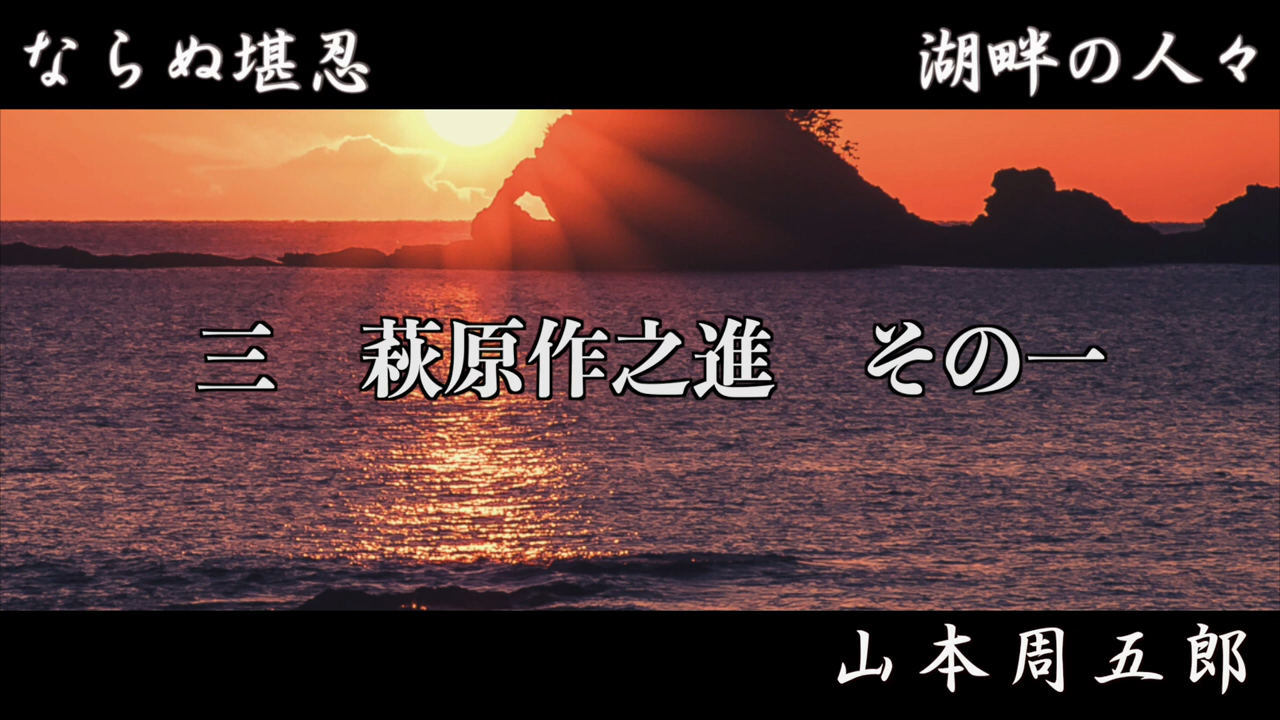 ならぬ堪忍
湖畔の人々
三　萩原作之進　その一
山本周五郎